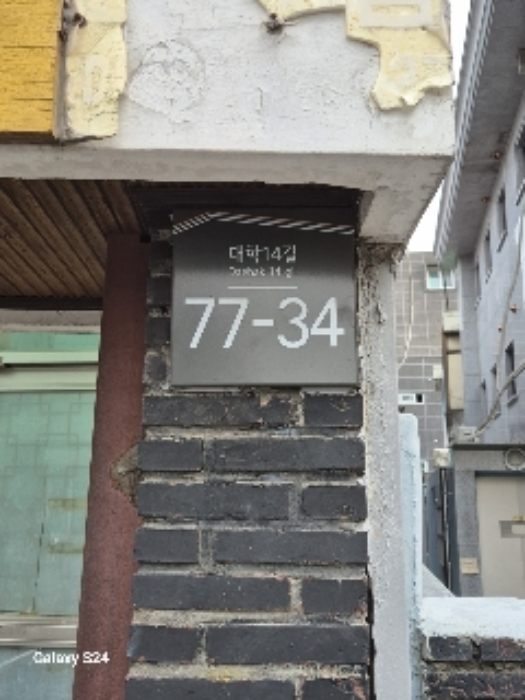 대학14길
Daehak 14-gil
77-34
Galaxy S24